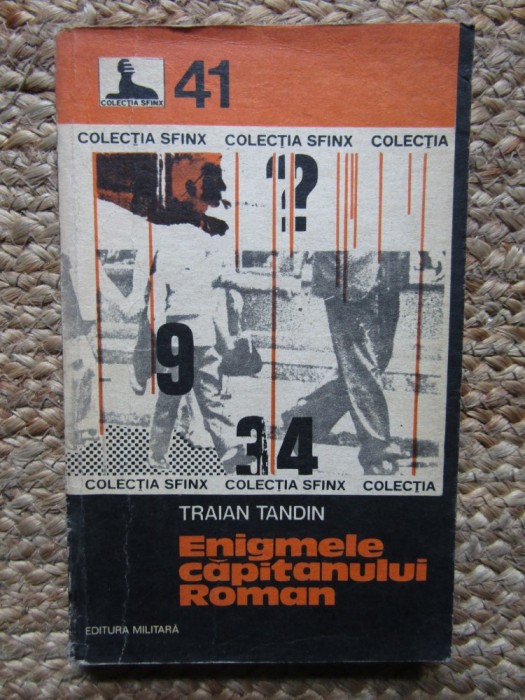 COLECȚIA SFINX
41
COLECȚIA SFINX COLECȚIA SFINX COLECȚIA
?
9
34
COLECȚIA SFINX COLECȚIA SFINX COLECȚIA
TRAIAN TANDIN
Enigmele
căpitanului
Roman
EDITURA MILITARĂ